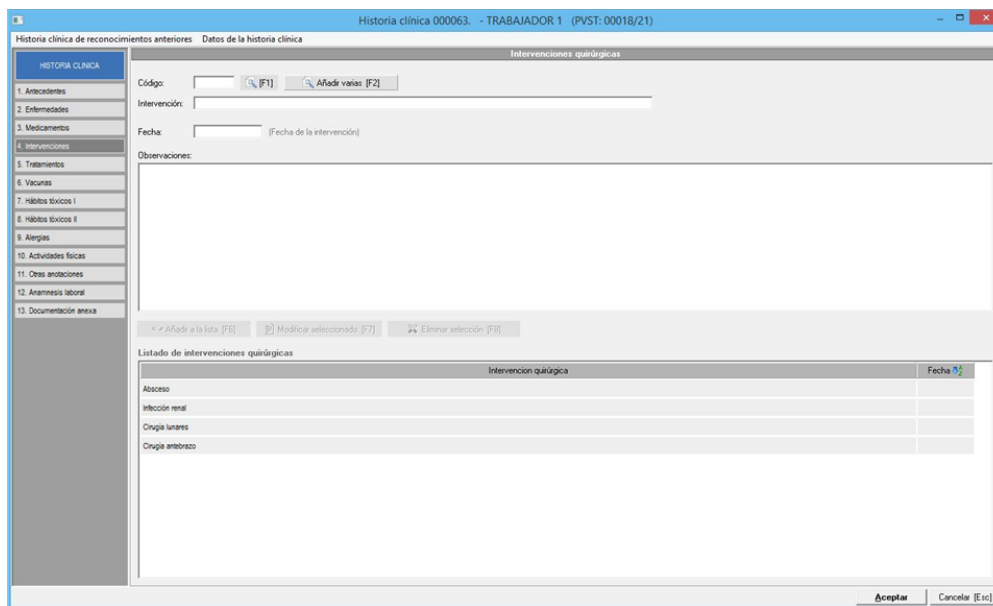 Historia clínica 000063. - TRABAJADOR 1 (PVST: 00018/21)
Historia clínica de reconocimientos anteriores Datos de la historia clínica
HISTORIA CLINICA
1. Antecedentes
2. Enfermedades
3. Medicamentos
4. Intervenciones
5. Tratamientos
6. Vacunas
7. Hábitos tóxicos I
8. Hábitos tóxicos II
9. Alergias
10. Actividades físicas
11. Otras anotaciones
12. Anamnesis laboral
13. Documentación anexa
Intervenciones quirúrgicas
Código: [F1] Añadir varias [F2]
Intervención:
Fecha: (Fecha de la intervención)
Observaciones:
Añadir a la lista [F6] Modificar seleccionado [F7] Eliminar selección [F8]
Listado de intervenciones quirúrgicas
Intervencion quirúrgica Fecha
Absceso
Infección renal
Cirugia lunares
Cirugia antebrazo
Aceptar Cancelar [Esc]